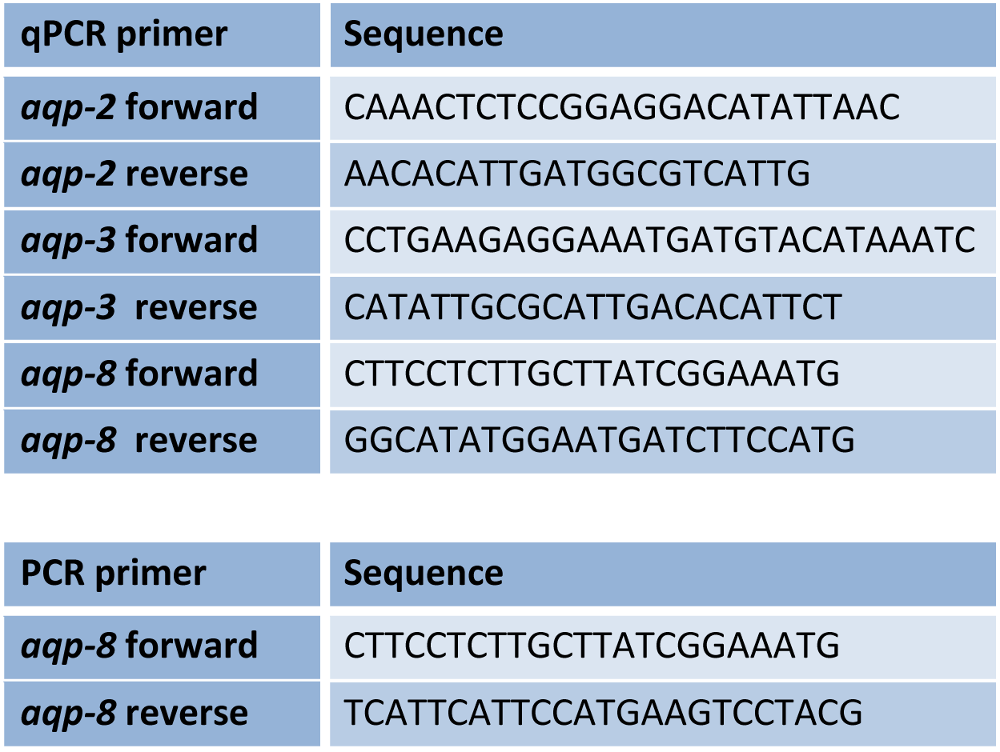 qPCR primer Sequence
aqp-2 forward CAAACTCTCCGGAGGACATATTAAC
aqp-2 reverse AACACATTGATGGCGTCATTG
aqp-3 forward CCTGAAGAGGAAATGATGTACATAAATC
aqp-3 reverse CATATTGCGCATTGACACATTCT
aqp-8 forward CTTCCTCTTGCTTATCGGAAATG
aqp-8 reverse GGCATATGGAATGATCTTCCATG
PCR primer Sequence
aqp-8 forward CTTCCTCTTGCTTATCGGAAATG
aqp-8 reverse TCATTCATTCCATGAAGTCCTACG